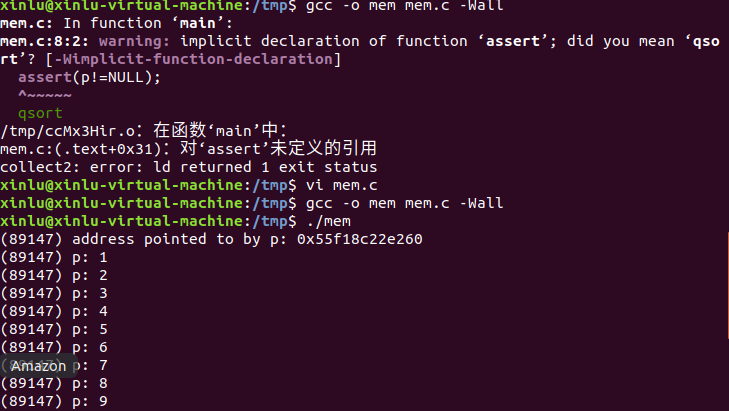 xinlu@xinlu-virtual-machine:/tmp$ gcc -o mem mem.c -Wall
mem.c: In function ‘main’:
mem.c:8:2: warning: implicit declaration of function ‘assert’; did you mean ‘qso
rt’? [-Wimplicit-function-declaration]
  assert(p!=NULL);
  ^~~~~~
  qsort
/tmp/ccMx3Hir.o：在函数‘main’中：
mem.c:(.text+0x31)：对‘assert’未定义的引用
collect2: error: ld returned 1 exit status
xinlu@xinlu-virtual-machine:/tmp$ vi mem.c
xinlu@xinlu-virtual-machine:/tmp$ gcc -o mem mem.c -Wall
xinlu@xinlu-virtual-machine:/tmp$ ./mem
(89147) address pointed to by p: 0x55f18c22e260
(89147) p: 1
(89147) p: 2
(89147) p: 3
(89147) p: 4
(89147) p: 5
(89147) p: 6
Amazon p: 7
(89147) p: 8
(89147) p: 9